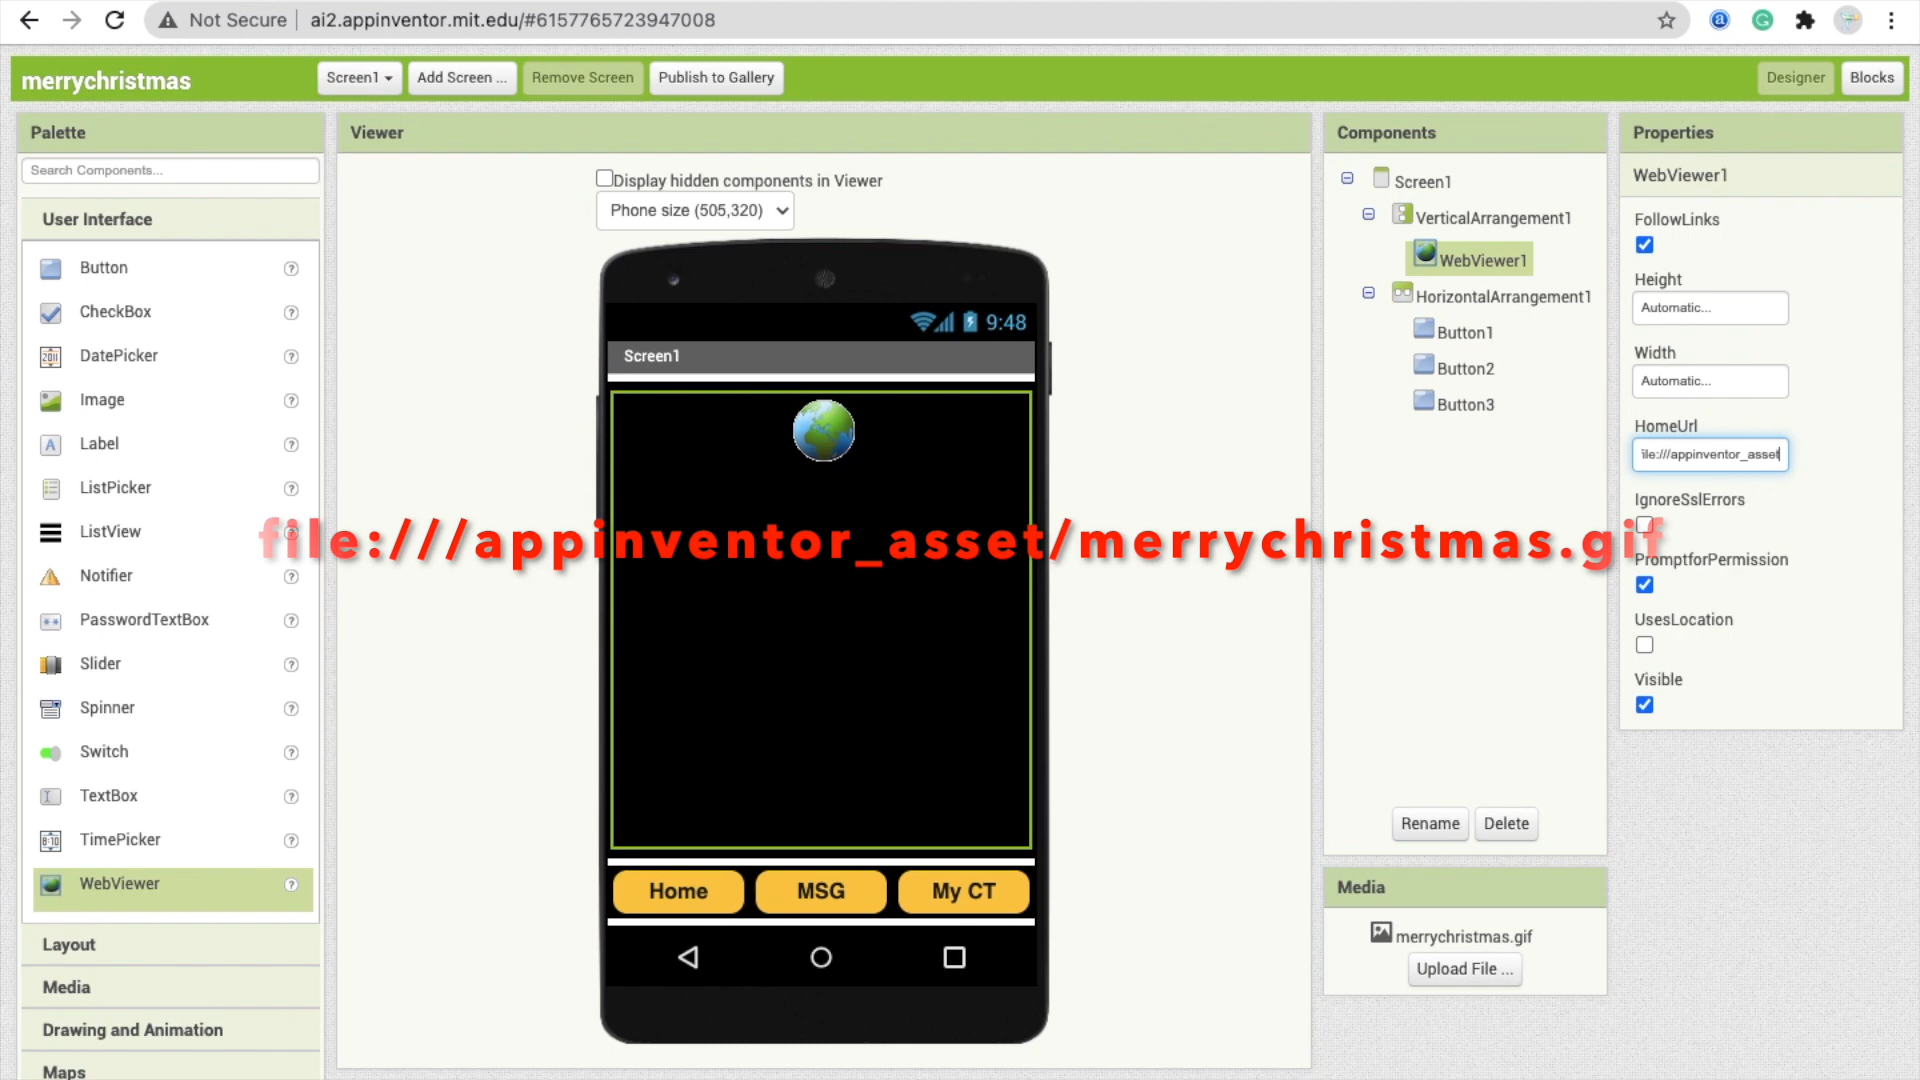 Not Secure
ai2.appinventor.mit.edu/#6157765723947008
merrychristmas
Screen1
Add Screen ...
Remove Screen
Publish to Gallery
Designer
Blocks
Palette
Search Components...
User Interface
Button
CheckBox
DatePicker
Image
Label
ListPicker
ListView
Notifier
PasswordTextBox
Slider
Spinner
Switch
TextBox
TimePicker
WebViewer
Layout
Media
Drawing and Animation
Maps
Viewer
Display hidden components in Viewer
Phone size (505,320)
9:48
Screen1
file:///appinventor_asset/merrychristmas.gif
Home
MSG
My CT
Components
Screen1
VerticalArrangement1
WebViewer1
HorizontalArrangement1
Button1
Button2
Button3
Rename
Delete
Media
merrychristmas.gif
Upload File ...
Properties
WebViewer1
FollowLinks
Height
Automatic...
Width
Automatic...
HomeUrl
ile:///appinventor_asset
IgnoreSslErrors
PromptforPermission
UsesLocation
Visible